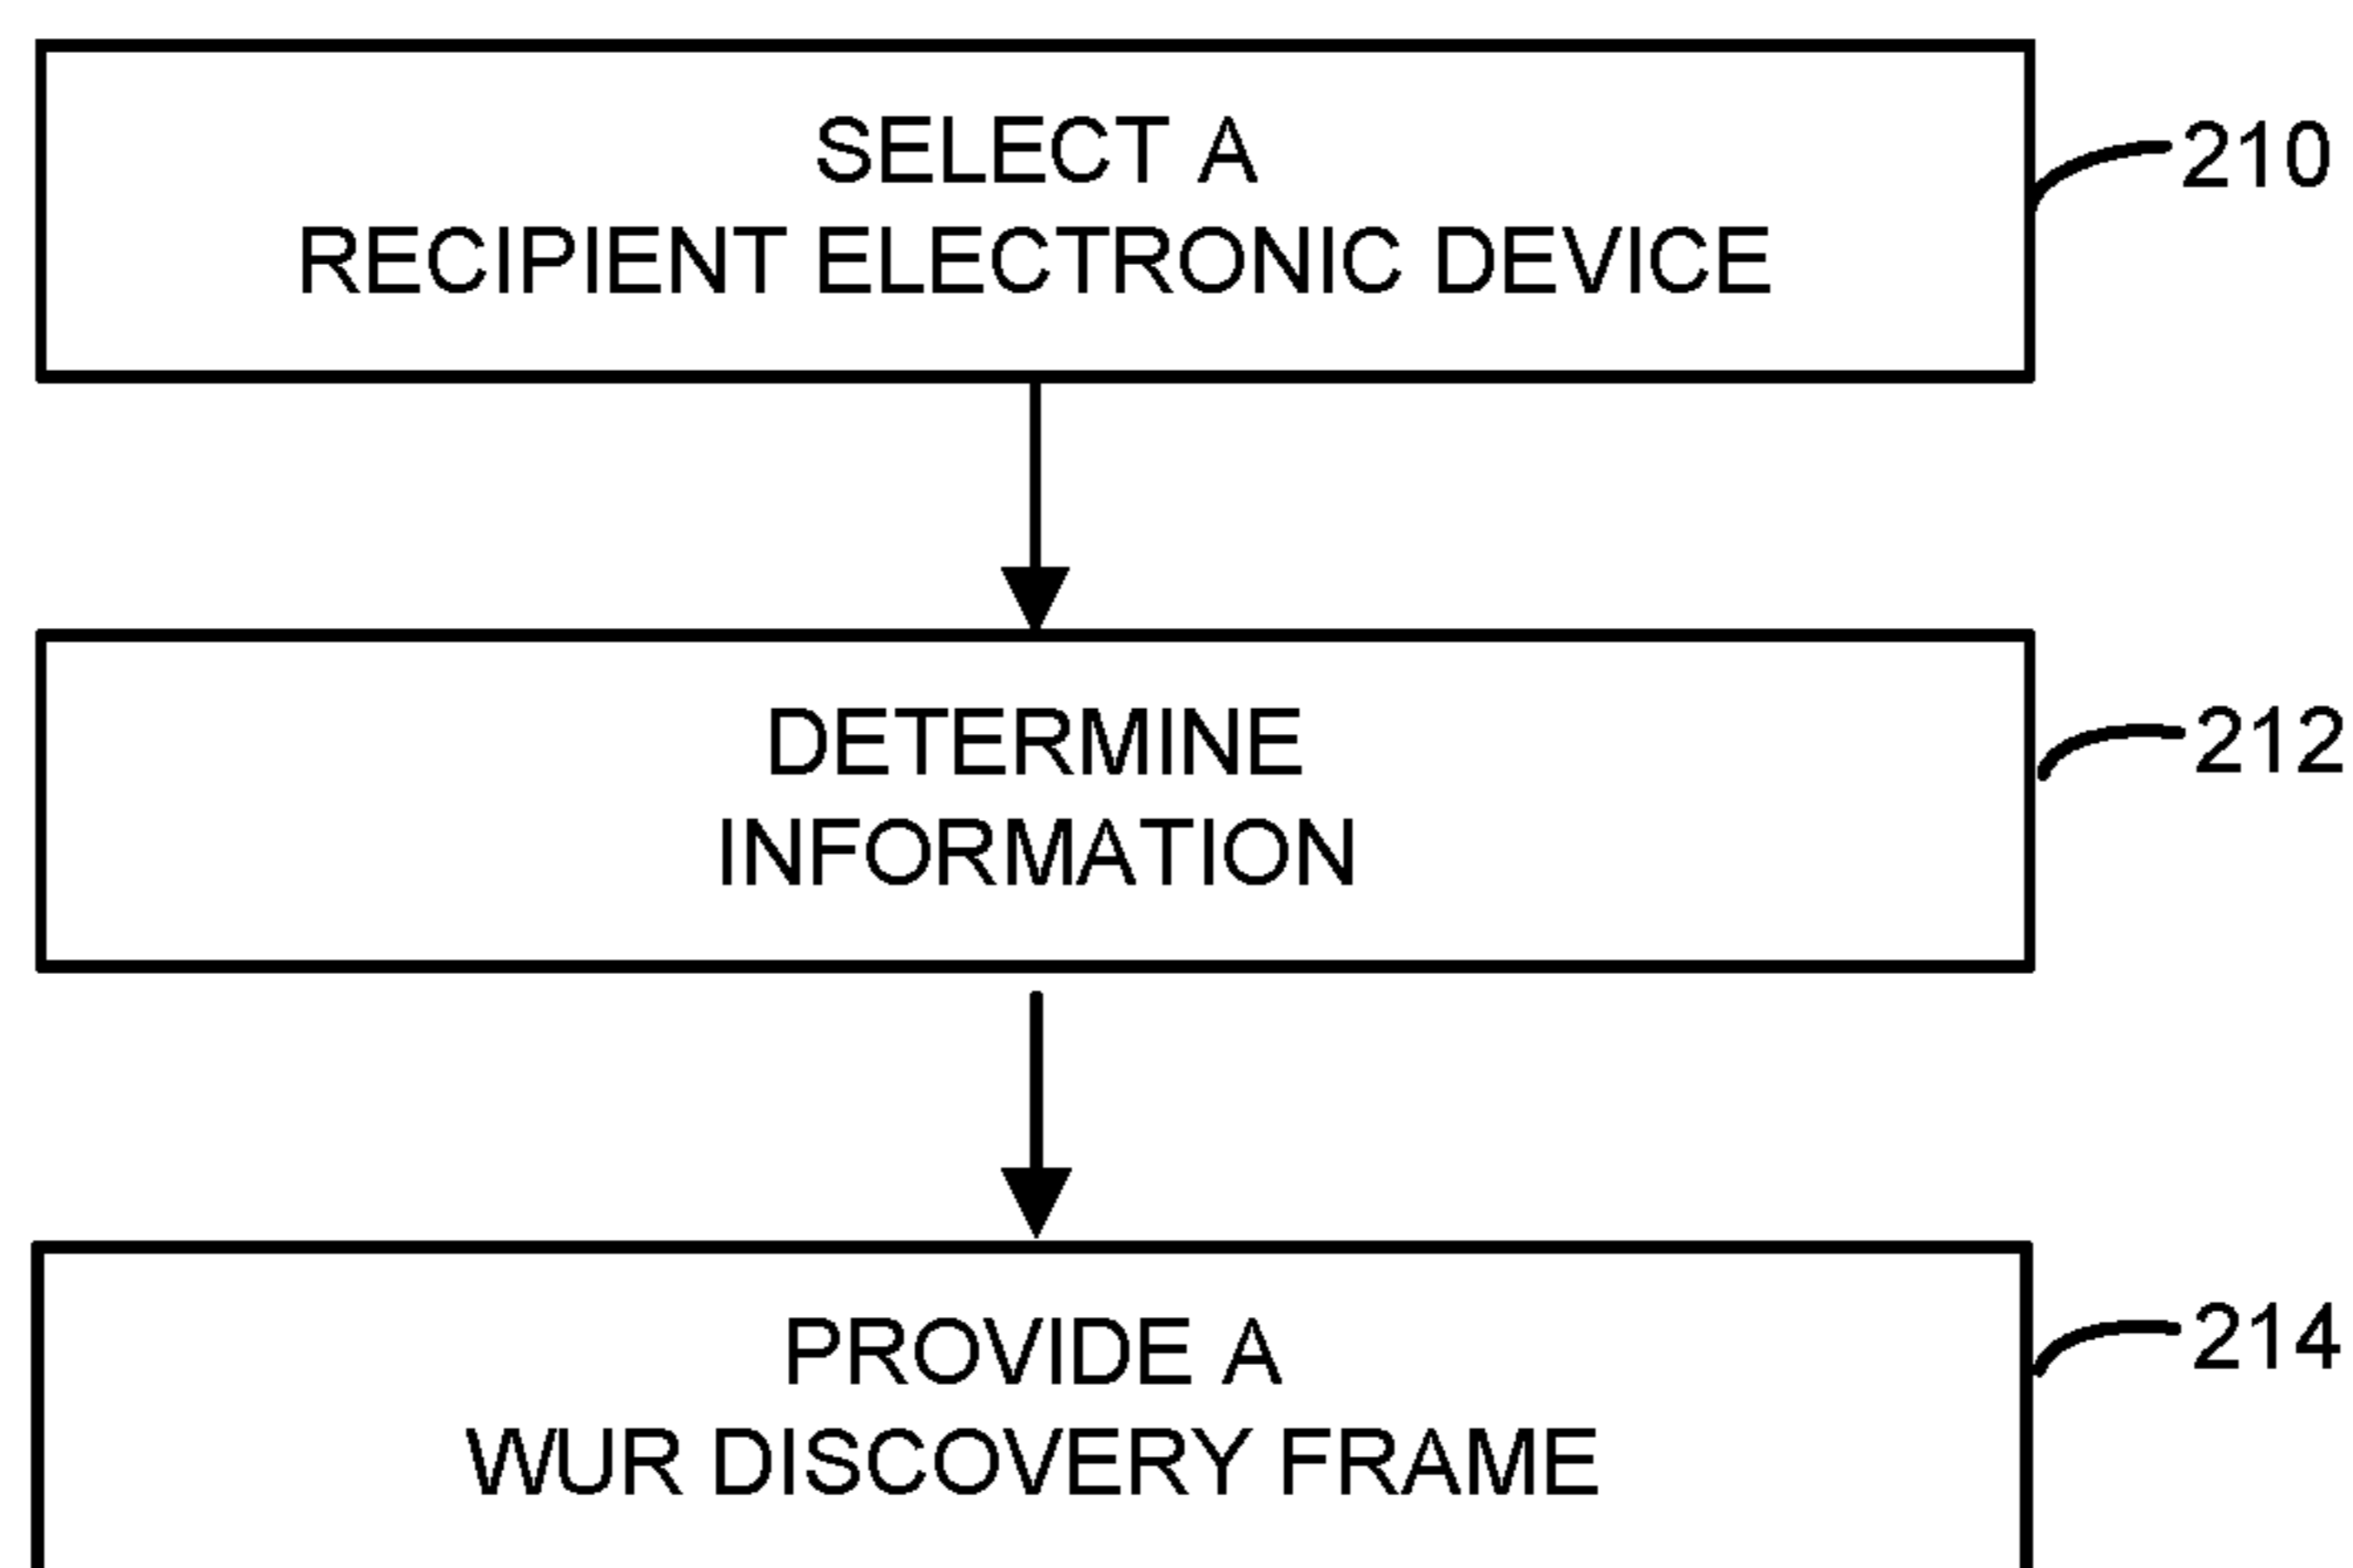 SELECT A
RECIPIENT ELECTRONIC DEVICE
210
DETERMINE
INFORMATION
212
PROVIDE A
WUR DISCOVERY FRAME
214